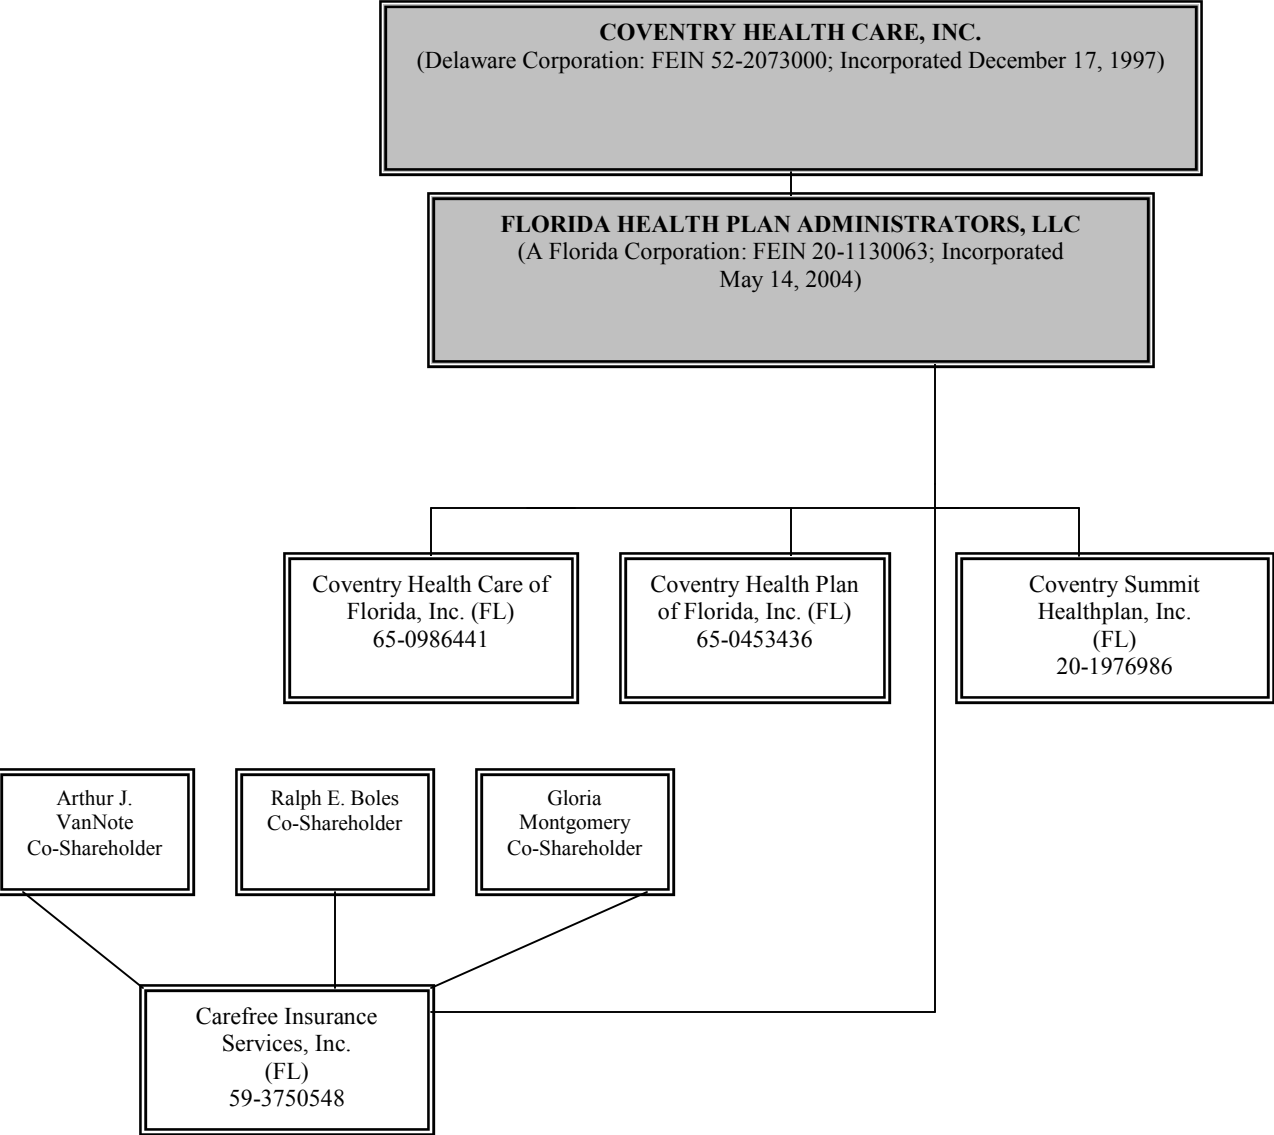 COVENTRY HEALTH CARE, INC.
(Delaware Corporation: FEIN 52-2073000; Incorporated December 17, 1997)
FLORIDA HEALTH PLAN ADMINISTRATORS, LLC
(A Florida Corporation: FEIN 20-1130063; Incorporated
May 14, 2004)
Coventry Health Care of
Florida, Inc. (FL)
65-0986441
Coventry Health Plan
of Florida, Inc. (FL)
65-0453436
Coventry Summit
Healthplan, Inc.
(FL)
20-1976986
Arthur J.
VanNote
Co-Shareholder
Ralph E. Boles
Co-Shareholder
Gloria
Montgomery
Co-Shareholder
Carefree Insurance
Services, Inc.
(FL)
59-3750548